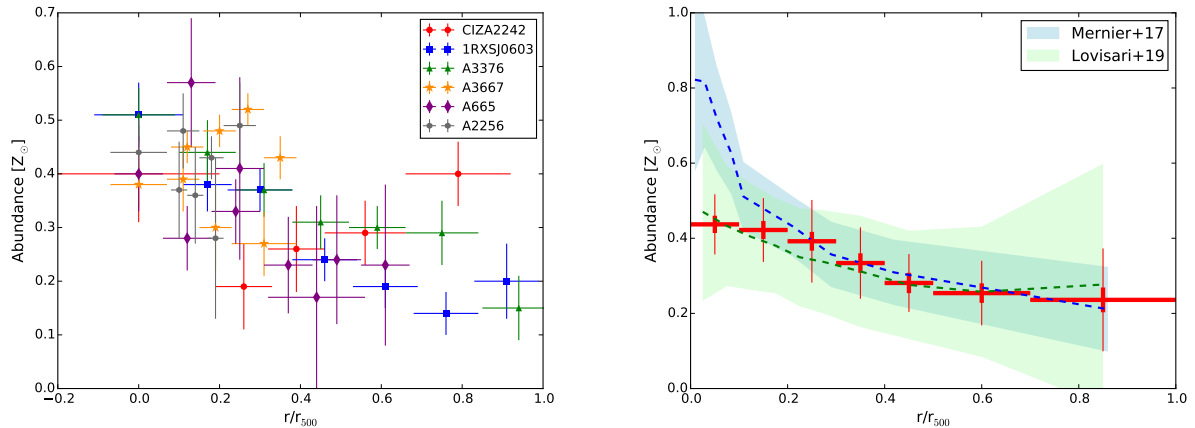 0.7
0.6
0.5
0.4
0.3
0.2
0.1
0.0
Abundance [Z☉]
−0.2 0.0 0.2 0.4 0.6 0.8 1.0
r/r500
CIZA2242
1RXSJ0603
A3376
A3667
A665
A2256
1.0
0.8
0.6
0.4
0.2
0.0
Abundance [Z☉]
0.0 0.2 0.4 0.6 0.8 1.0
r/r500
Mernier+17
Lovisari+19